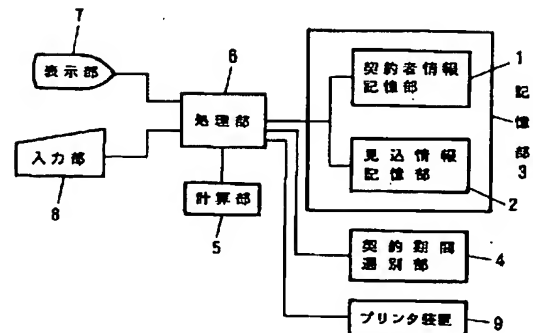 7
表示部
入力部
8
6
処理部
計算部
5
契約者情報
記憶部
1
見込情報
記憶部
2
記憶部
3
契約期間
選別部
4
プリンタ装置
9